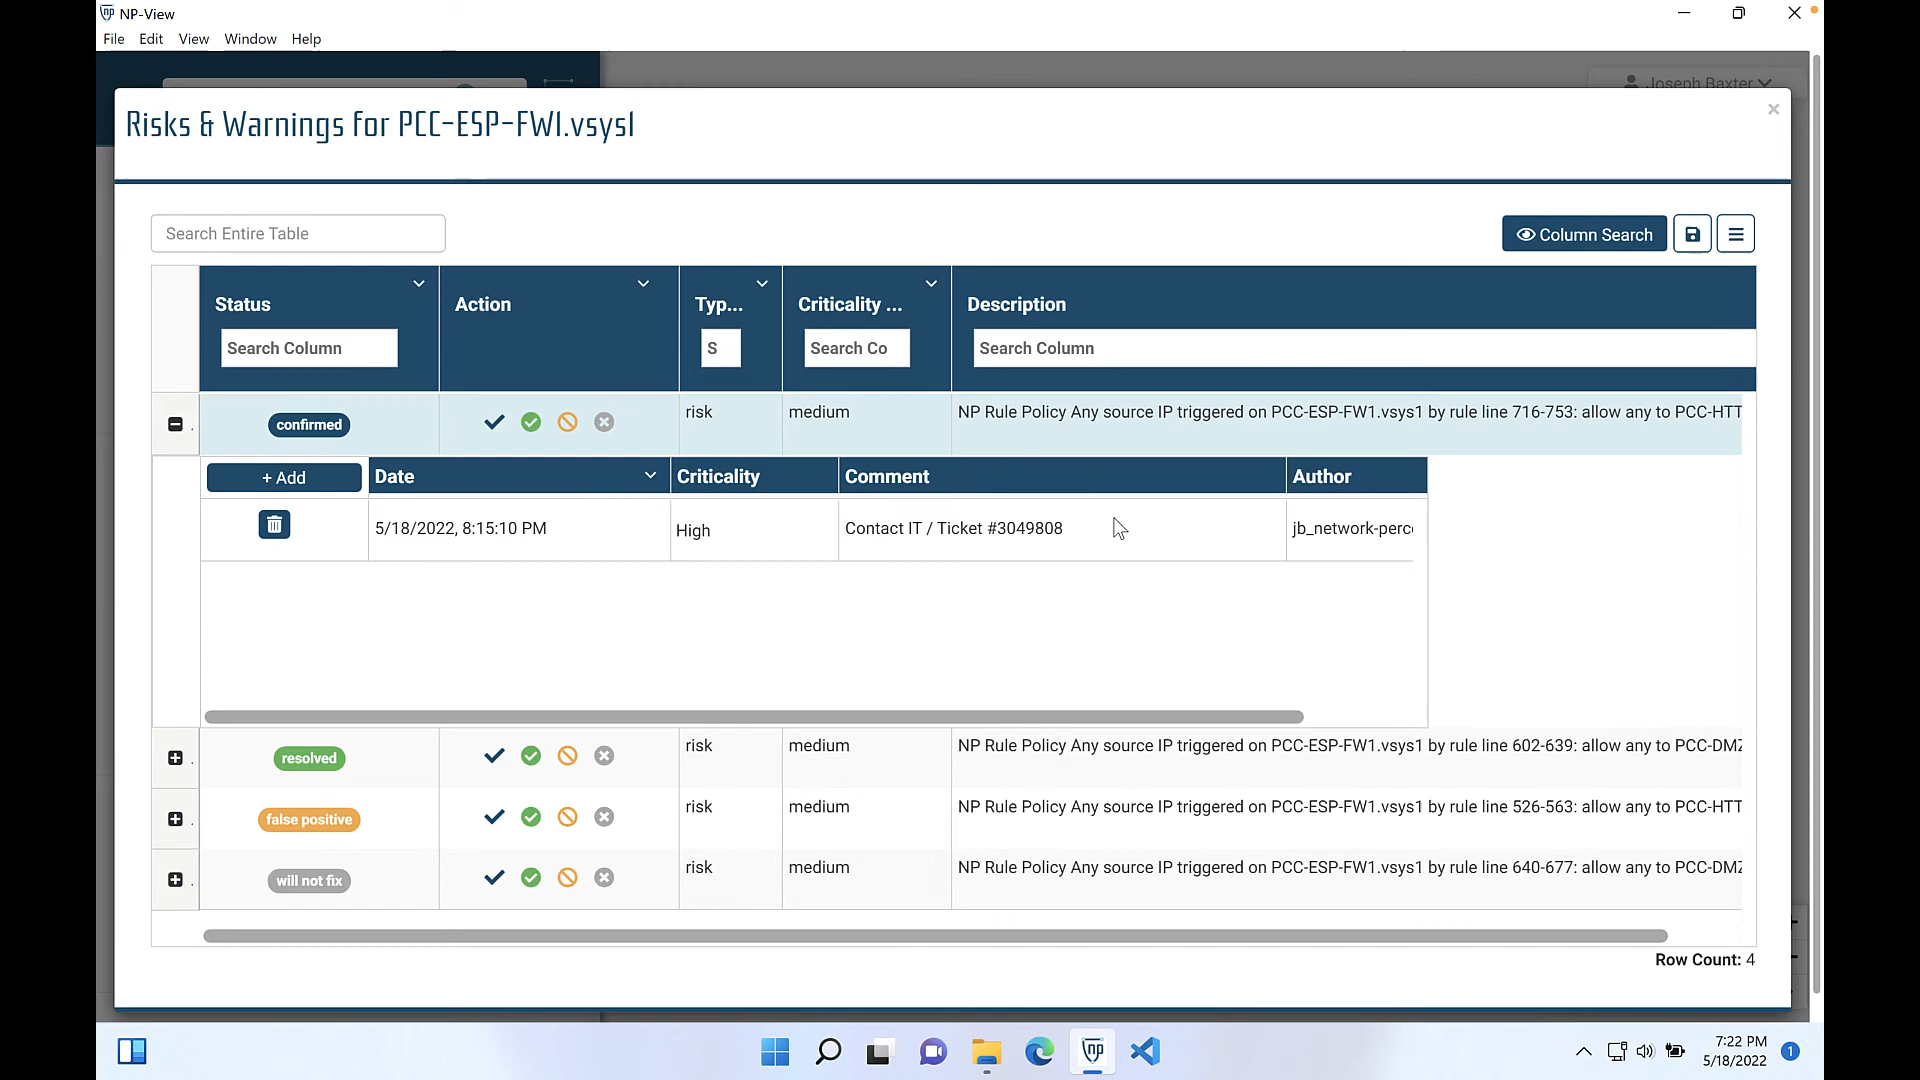 NP-View
File Edit View Window Help
Joseph Baxter
Risks & Warnings for PCC-ESP-FW1.vsys1
Search Entire Table
Column Search
Status Action Typ... Criticality ... Description
Search Column S Search Co Search Column
confirmed risk medium NP Rule Policy Any source IP triggered on PCC-ESP-FW1.vsys1 by rule line 716-753: allow any to PCC-HTT
+ Add Date Criticality Comment Author
5/18/2022, 8:15:10 PM High Contact IT / Ticket #3049808 jb_network-perc
resolved risk medium NP Rule Policy Any source IP triggered on PCC-ESP-FW1.vsys1 by rule line 602-639: allow any to PCC-DMZ
false positive risk medium NP Rule Policy Any source IP triggered on PCC-ESP-FW1.vsys1 by rule line 526-563: allow any to PCC-HTT
will not fix risk medium NP Rule Policy Any source IP triggered on PCC-ESP-FW1.vsys1 by rule line 640-677: allow any to PCC-DMZ
Row Count: 4
np
7:22 PM
5/18/2022
1